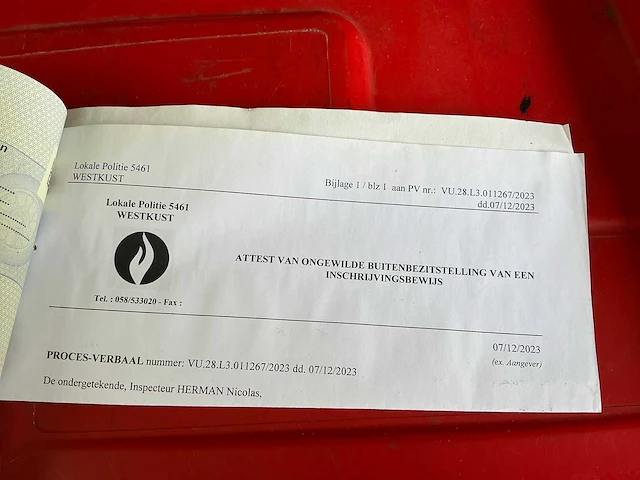 n
Lokale Politie 5461
WESTKUST
Bijlage 1 / blz 1 aan PV nr.: VU.28.L3.011267/2023
dd.07/12/2023
Lokale Politie 5461
WESTKUST
Tel. : 058/533020 - Fax :
ATTEST VAN ONGEWILDE BUITENBEZITSTELLING VAN EEN
INSCHRIJVINGSBEWIJS
07/12/2023
(ex. Aangever)
PROCES-VERBAAL nummer: VU.28.L3.011267/2023 dd. 07/12/2023
De ondergetekende, Inspecteur HERMAN Nicolas,